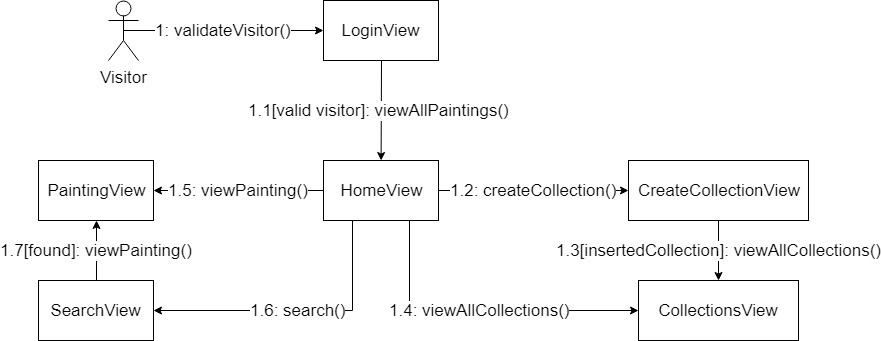 1: validateVisitor()
LoginView
Visitor
1.1[valid visitor]: viewAllPaintings()
PaintingView
1.5: viewPainting()
HomeView
1.2: createCollection()
CreateCollectionView
1.7[found]: viewPainting()
1.3[insertedCollection]: viewAllCollections()
SearchView
1.6: search()
1.4: viewAllCollections()
CollectionsView